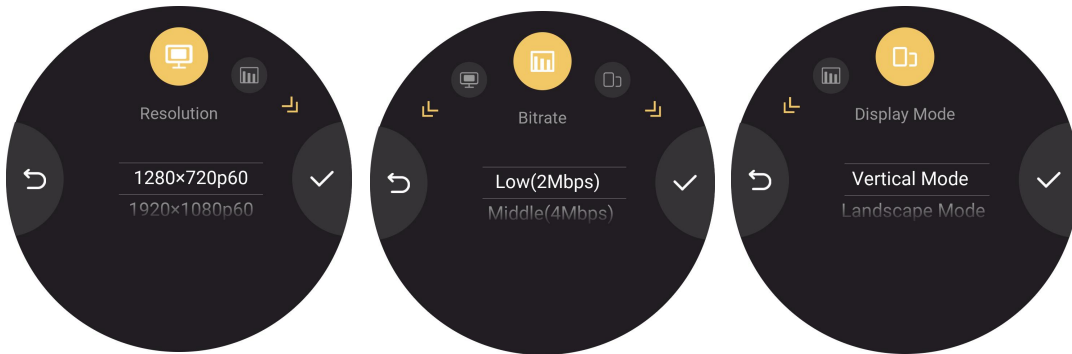 Resolution
1280×720p60
1920×1080p60
Bitrate
Low(2Mbps)
Middle(4Mbps)
Display Mode
Vertical Mode
Landscape Mode